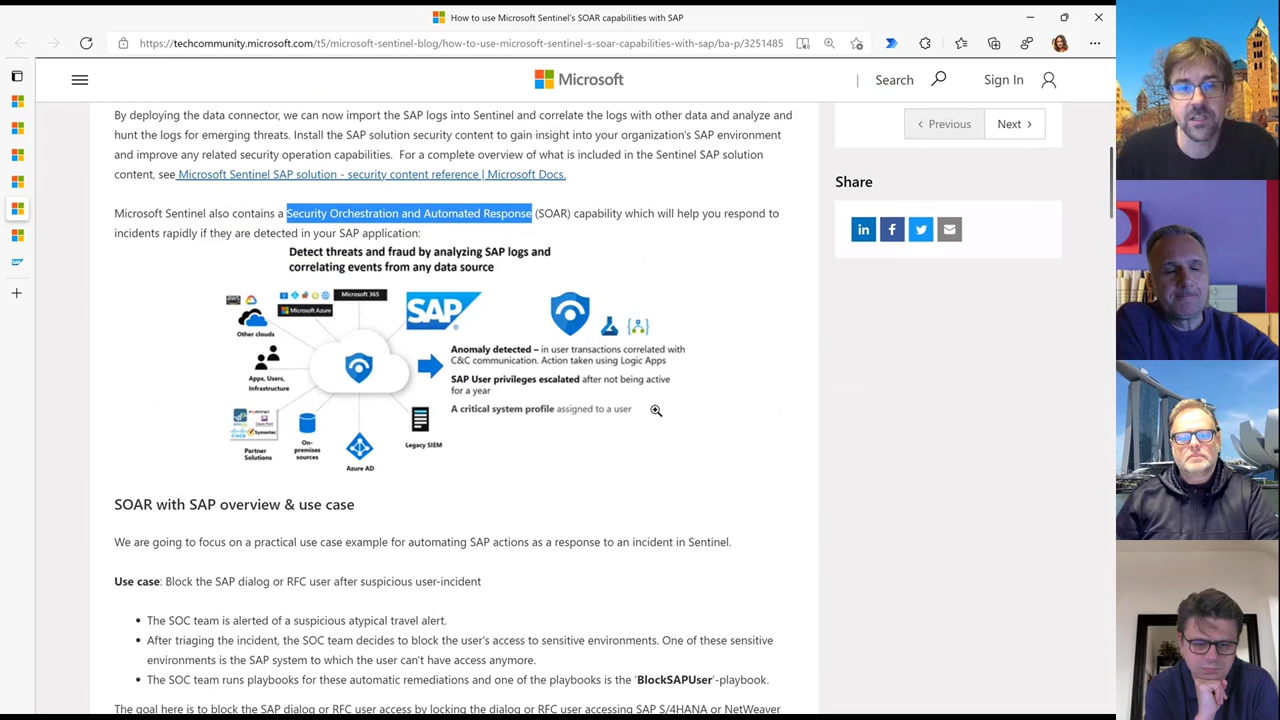 How to use Microsoft Sentinel's SOAR capabilities with SAP
https://techcommunity.microsoft.com/t5/microsoft-sentinel-blog/how-to-use-microsoft-sentinel-s-soar-capabilities-with-sap/ba-p/3251485
Microsoft
Search
Sign In
By deploying the data connector, we can now import the SAP logs into Sentinel and correlate the logs with other data and analyze and
hunt the logs for emerging threats. Install the SAP solution security content to gain insight into your organization's SAP environment
and improve any related security operation capabilities. For a complete overview of what is included in the Sentinel SAP solution
content, see Microsoft Sentinel SAP solution - security content reference | Microsoft Docs.
Microsoft Sentinel also contains a Security Orchestration and Automated Response (SOAR) capability which will help you respond to
incidents rapidly if they are detected in your SAP application:
Detect threats and fraud by analyzing SAP logs and
correlating events from any data source
aws
Microsoft 365
Microsoft Azure
Other clouds
Apps, Users,
Infrastructure
FORTINET
Check Point
CISCO
Symantec
Partner
Solutions
On-
premises
sources
Azure AD
Legacy SIEM
SAP
Anomaly detected – in user transactions correlated with
C&C communication. Action taken using Logic Apps
SAP User privileges escalated after not being active
for a year
A critical system profile assigned to a user
SOAR with SAP overview & use case
We are going to focus on a practical use case example for automating SAP actions as a response to an incident in Sentinel.
Use case: Block the SAP dialog or RFC user after suspicious user-incident
• The SOC team is alerted of a suspicious atypical travel alert.
• After triaging the incident, the SOC team decides to block the user's access to sensitive environments. One of these sensitive
environments is the SAP system to which the user can't have access anymore.
• The SOC team runs playbooks for these automatic remediations and one of the playbooks is the 'BlockSAPUser'-playbook.
The goal here is to block the SAP dialog or RFC user access by locking the dialog or RFC user accessing SAP S/4HANA or NetWeaver
Previous
Next
Share